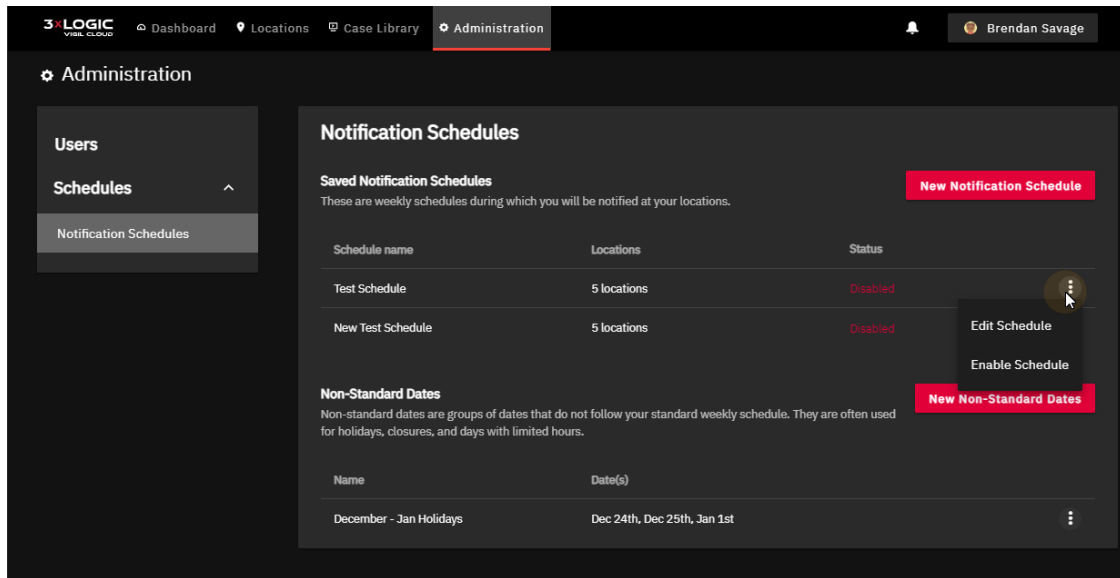 3xLOGIC
VIGIL CLOUD
Dashboard
Locations
Case Library
Administration
Brendan Savage
Administration
Users
Schedules
Notification Schedules
Notification Schedules
Saved Notification Schedules
New Notification Schedule
These are weekly schedules during which you will be notified at your locations.
Schedule name Locations Status
Test Schedule 5 locations Disabled
New Test Schedule 5 locations Disabled
Edit Schedule
Enable Schedule
Non-Standard Dates
New Non-Standard Dates
Non-standard dates are groups of dates that do not follow your standard weekly schedule. They are often used
for holidays, closures, and days with limited hours.
Name Date(s)
December - Jan Holidays Dec 24th, Dec 25th, Jan 1st